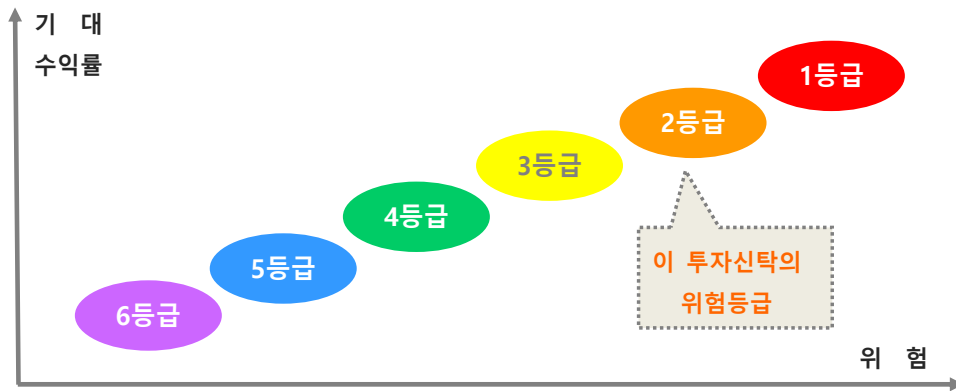 기 대
수익률
1등급
2등급
3등급
4등급
5등급
6등급
이 투자신탁의
위험등급
위 험